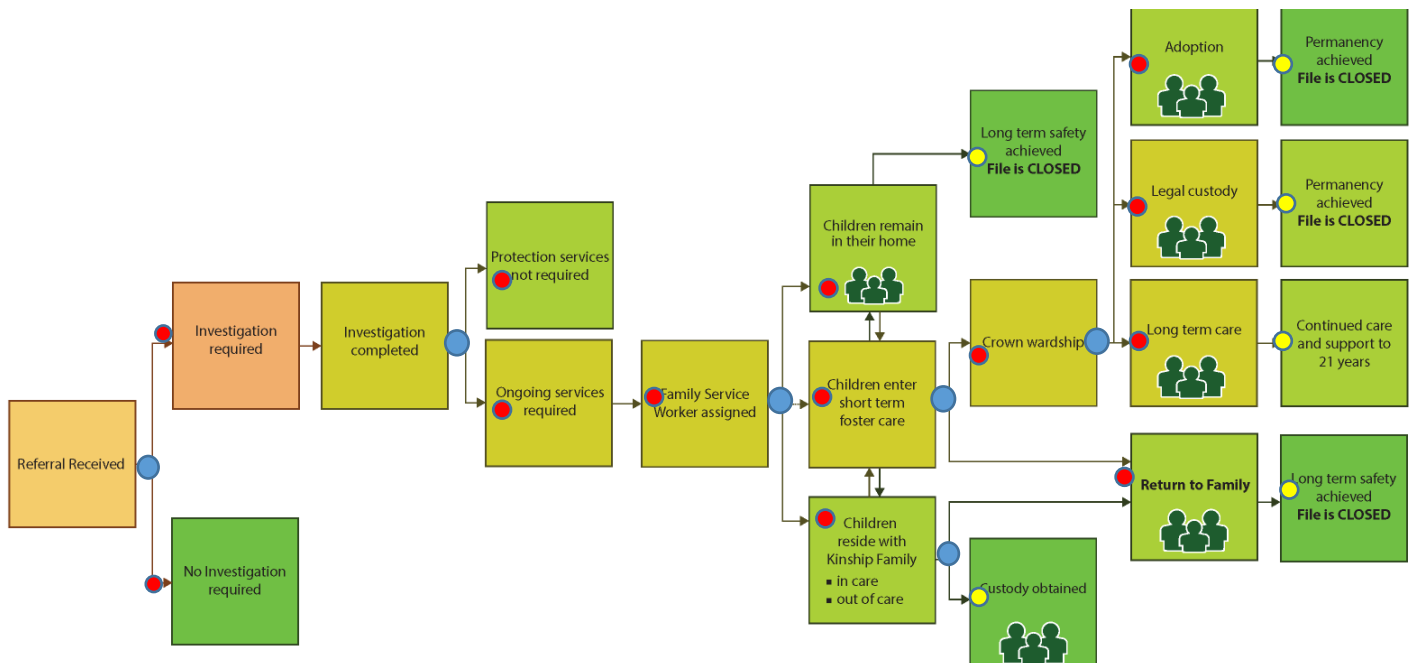 Referral Received
Investigation
required
No Investigation
required
Investigation
completed
Protection services
not required
Ongoing services
required
Family Service
Worker assigned
Children remain
in their home
Children enter
short term
foster care
Children
reside with
Kinship Family
▪ in care
▪ out of care
Long term safety
achieved
File is CLOSED
Crown wardship
Custody obtained
Adoption
Legal custody
Long term care
Return to Family
Permanency
achieved
File is CLOSED
Permanency
achieved
File is CLOSED
Continued care
and support to
21 years
Long term safety
achieved
File is CLOSED